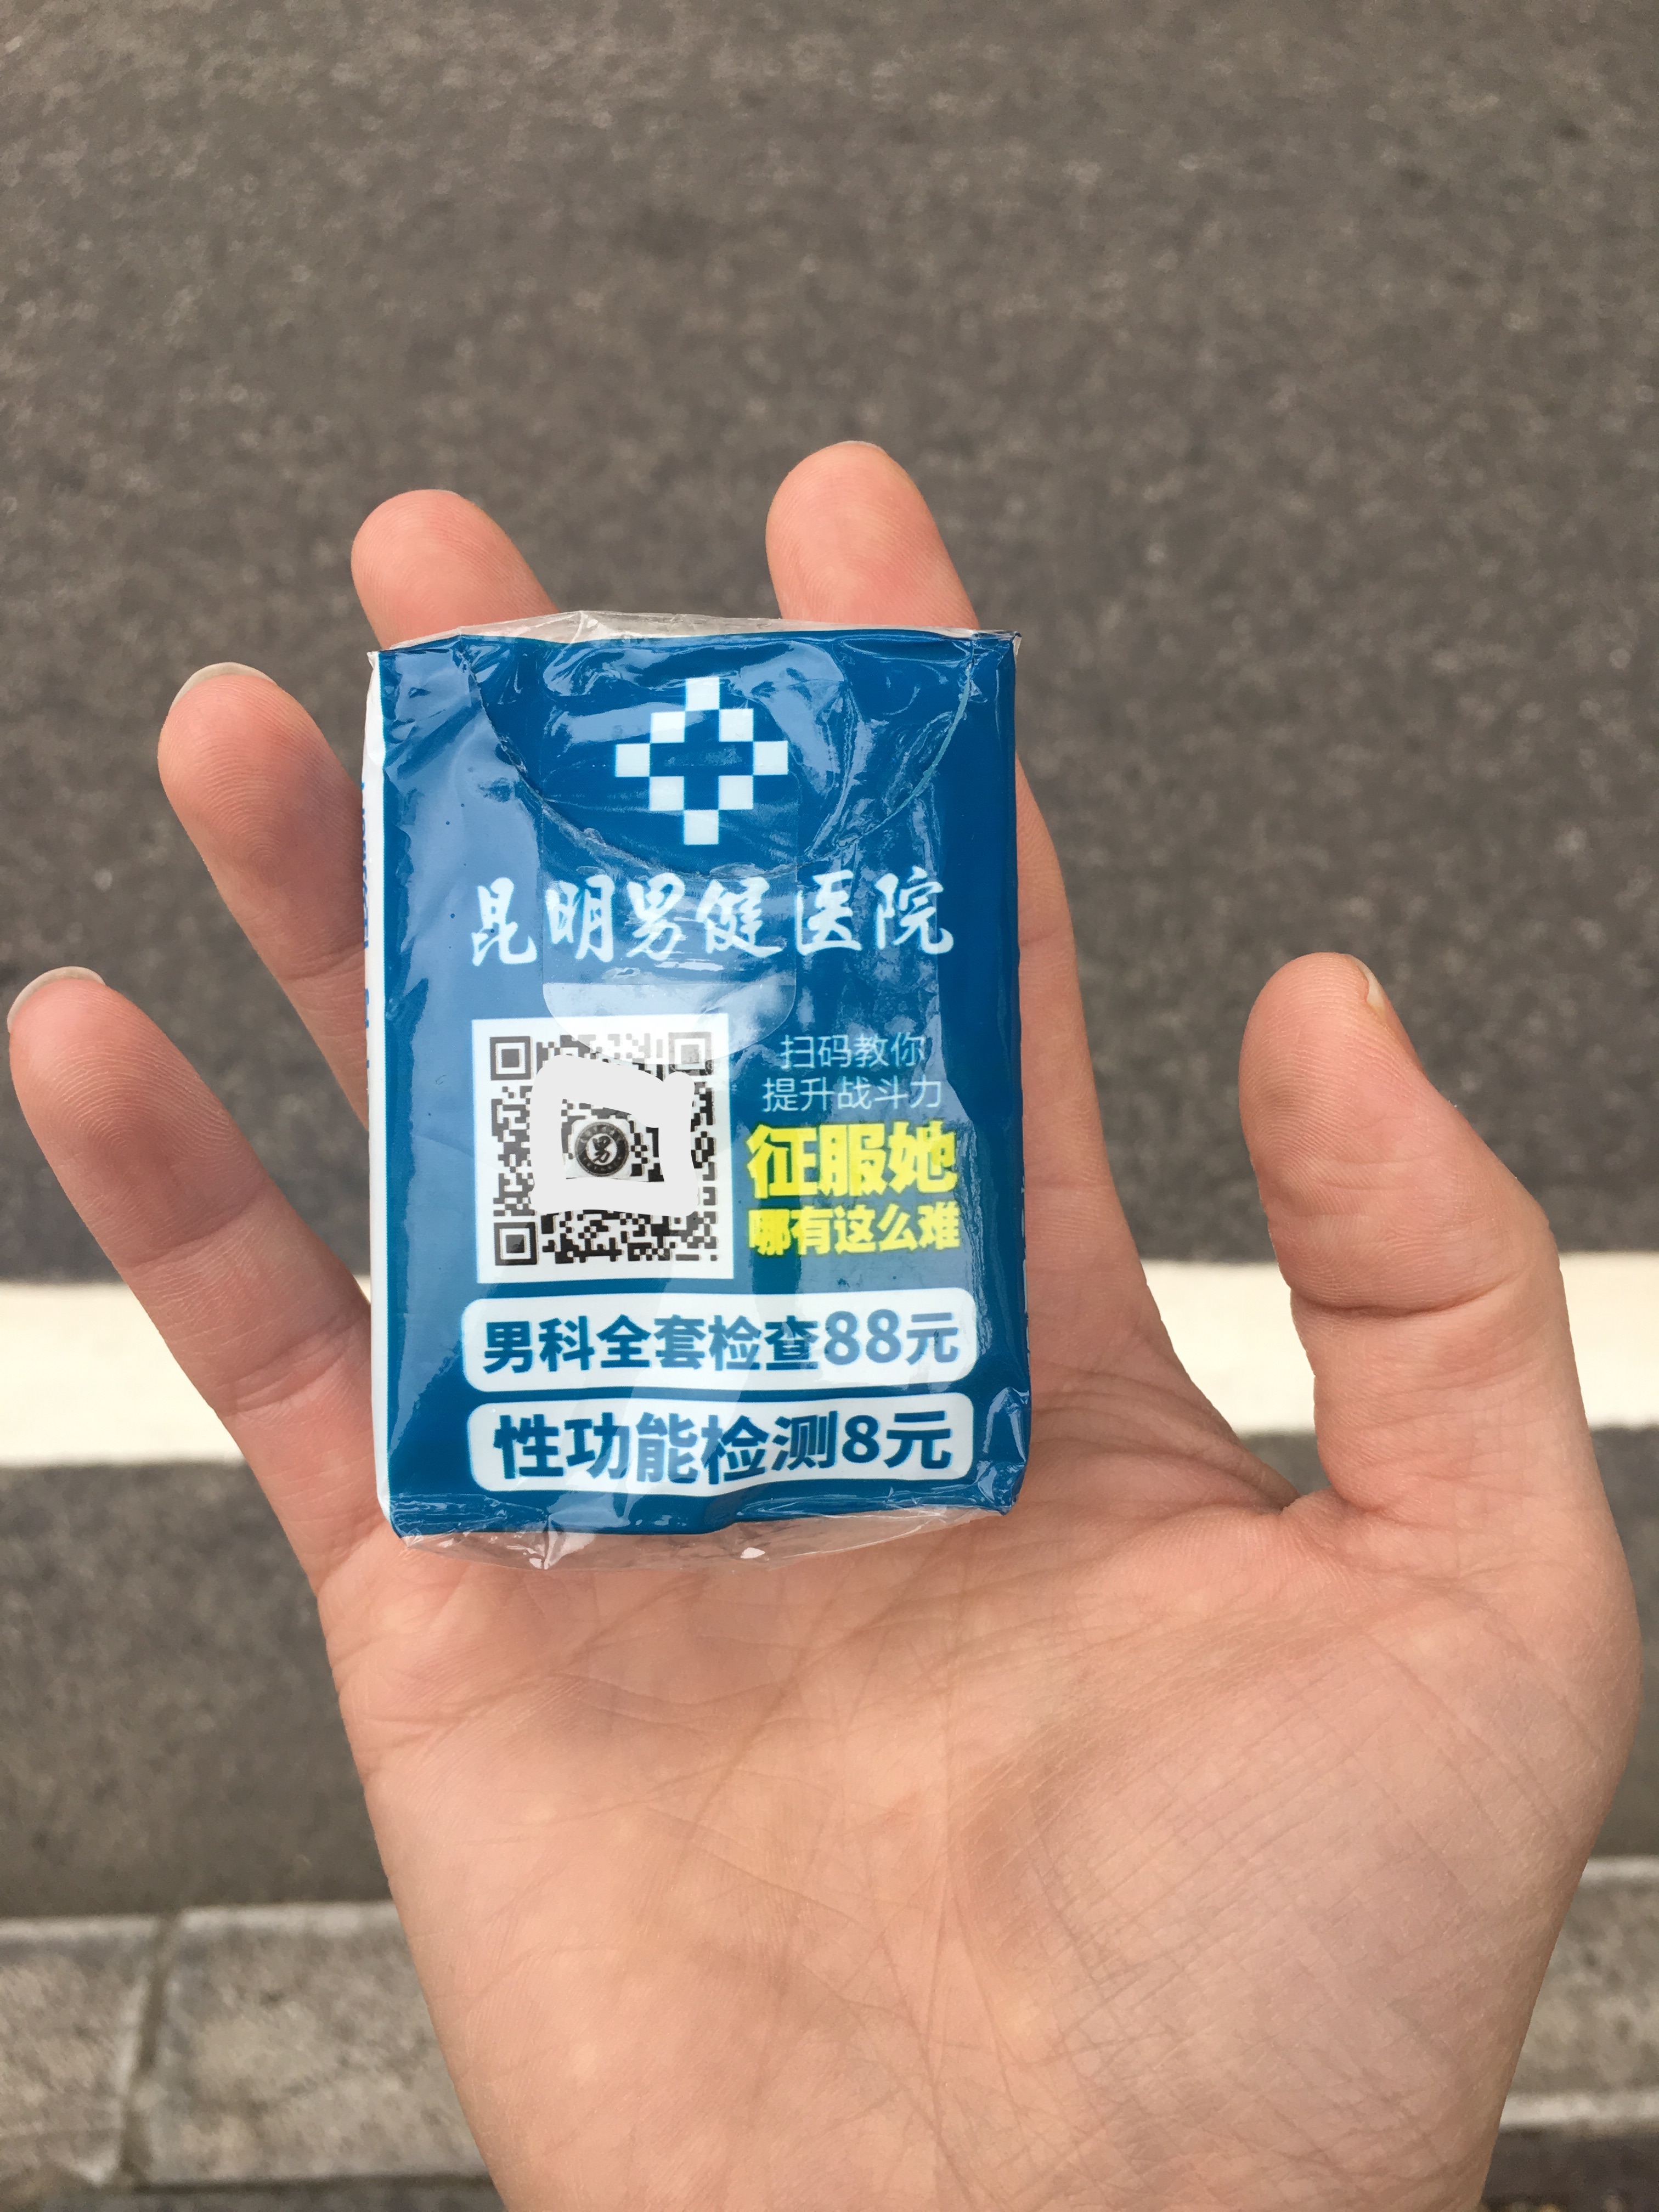 昆明男健医院
扫码教你
提升战斗力
征服她
哪有这么难
男
男科全套检查88元
性功能检测8元